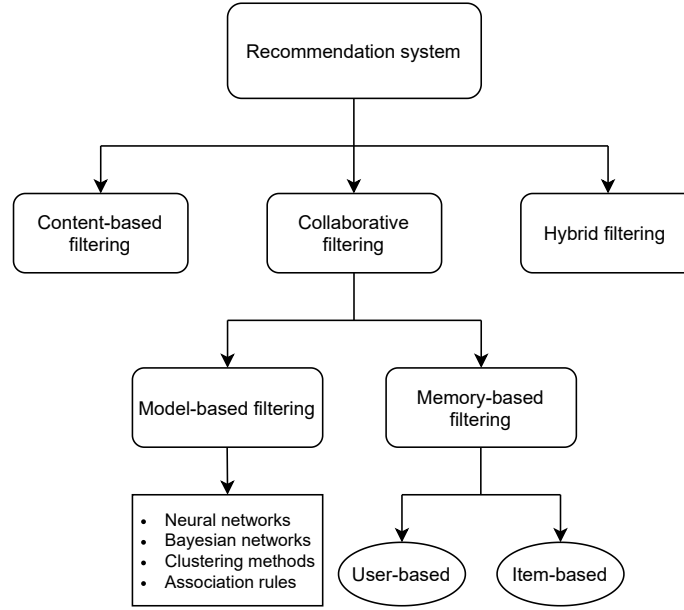 Recommendation system
Content-based
filtering
Collaborative
filtering
Hybrid filtering
Model-based filtering
Memory-based
filtering
• Neural networks
• Bayesian networks
• Clustering methods
• Association rules
User-based
Item-based